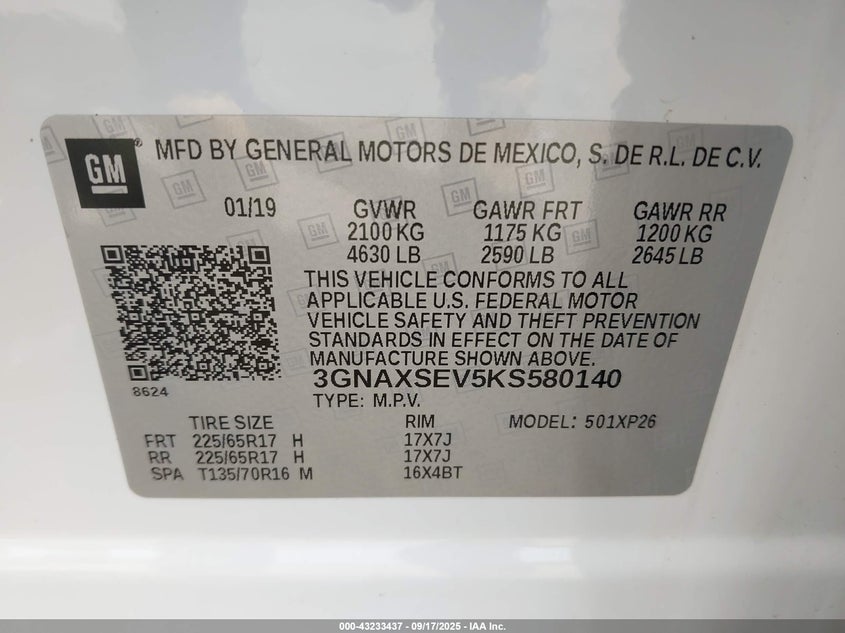 GM
MFD BY GENERAL MOTORS DE MEXICO, S. DE R.L. DE C.V.
01/19 GVWR GAWR FRT GAWR RR
2100 KG 1175 KG 1200 KG
4630 LB 2590 LB 2645 LB
THIS VEHICLE CONFORMS TO ALL
APPLICABLE U.S. FEDERAL MOTOR
VEHICLE SAFETY AND THEFT PREVENTION
STANDARDS IN EFFECT ON THE DATE OF
MANUFACTURE SHOWN ABOVE.
3GNAXSEV5KS580140
8624
TYPE: M.P.V.
TIRE SIZE RIM MODEL: 501XP26
FRT 225/65R17 H 17X7J
RR 225/65R17 H 17X7J
SPA T135/70R16 M 16X4BT
000-43233437 - 09/17/2025 - IAA Inc.